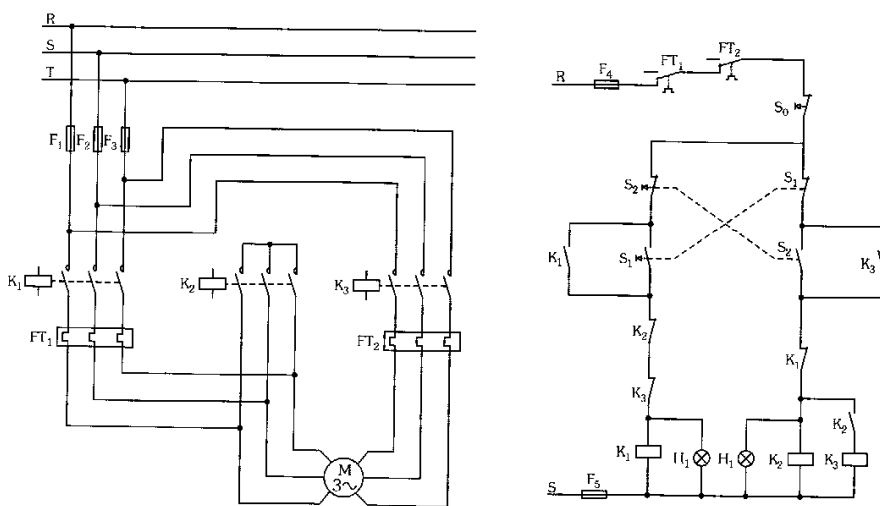 R
S
T
F₁ F₂ F₃
K₁
K₂
K₃
FT₁
FT₂
M
3~
R
F₄
FT₁
FT₂
S₀
S₂
S₁
K₁
S₁
S₂
K₃
K₂
K₁
K₃
K₂
K₁
H₁
H₁
K₂
K₃
S
F₅